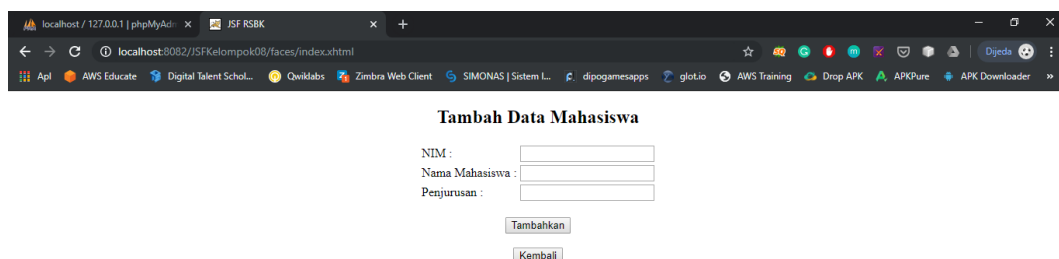 localhost / 127.0.0.1 | phpMyAdm
JSF RSBK
localhost:8082/JSFKelompok08/faces/index.xhtml
Dijeda
Apl
AWS Educate
Digital Talent Schol...
Qwiklabs
Zimbra Web Client
SIMONAS | Sistem I...
dipogamesapps
glot.io
AWS Training
Drop APK
APKPure
APK Downloader
»
Tambah Data Mahasiswa
NIM :
Nama Mahasiswa :
Penjurusan :
Tambahkan
Kembali